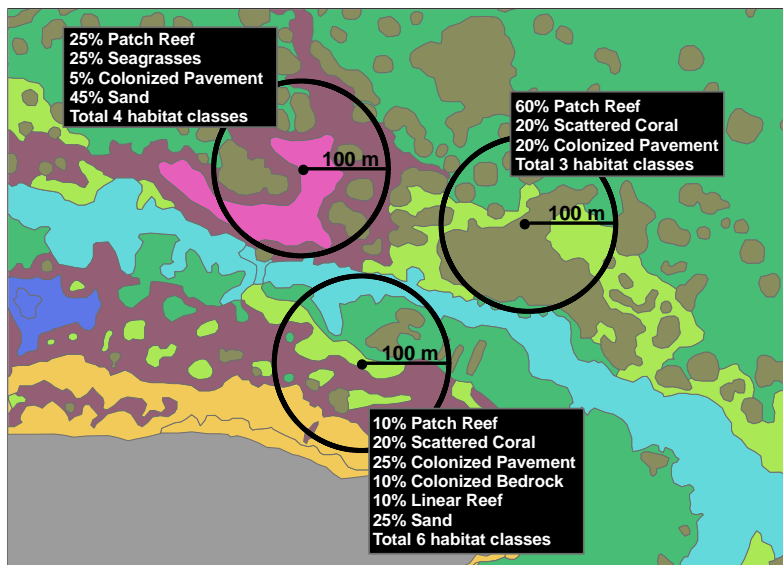 25% Patch Reef
25% Seagrasses
5% Colonized Pavement
45% Sand
Total 4 habitat classes
100 m
60% Patch Reef
20% Scattered Coral
20% Colonized Pavement
Total 3 habitat classes
100 m
100 m
10% Patch Reef
20% Scattered Coral
25% Colonized Pavement
10% Colonized Bedrock
10% Linear Reef
25% Sand
Total 6 habitat classes